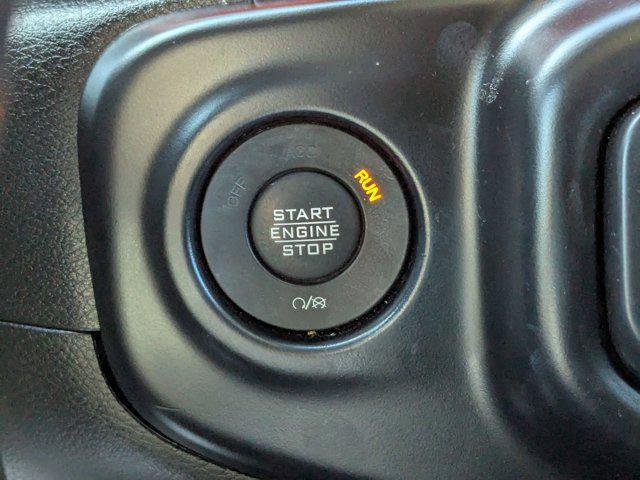 ACC
OFF
RUN
START
ENGINE
STOP